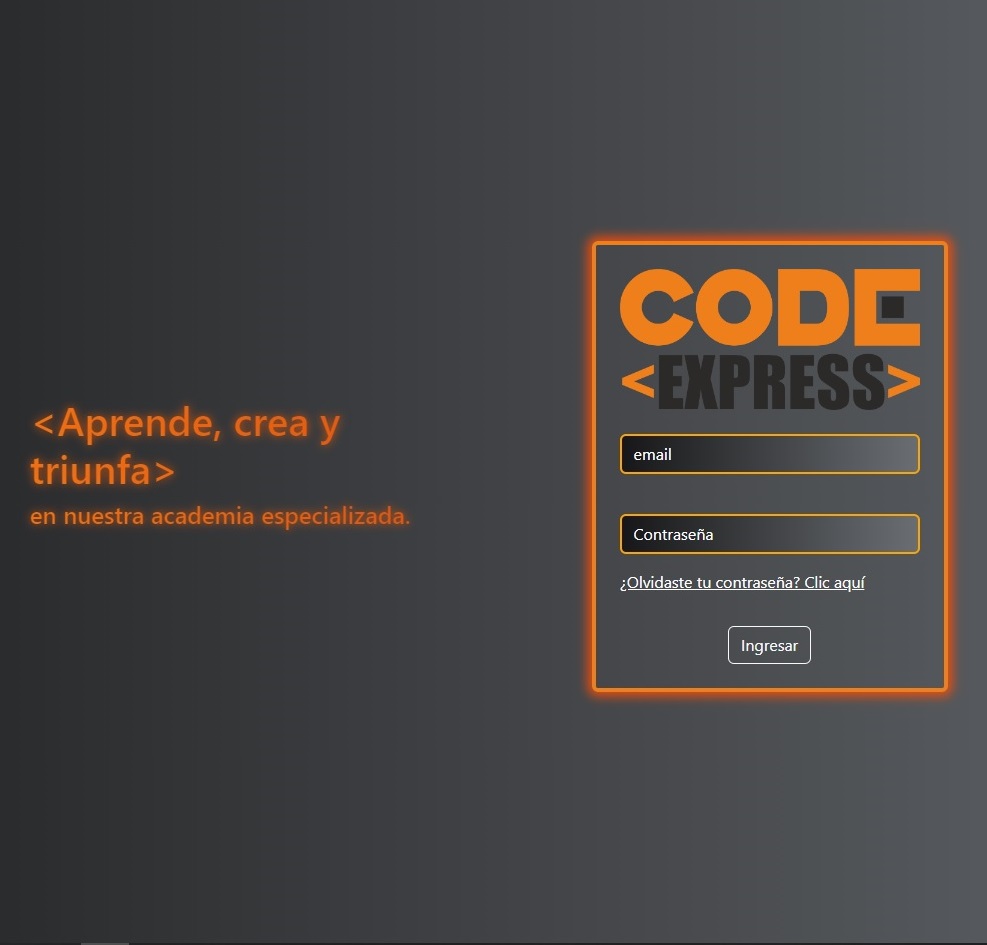 <Aprende, crea y
triunfa>
en nuestra academia especializada.
CODE
<EXPRESS>
email
Contraseña
¿Olvidaste tu contraseña? Clic aquí
Ingresar